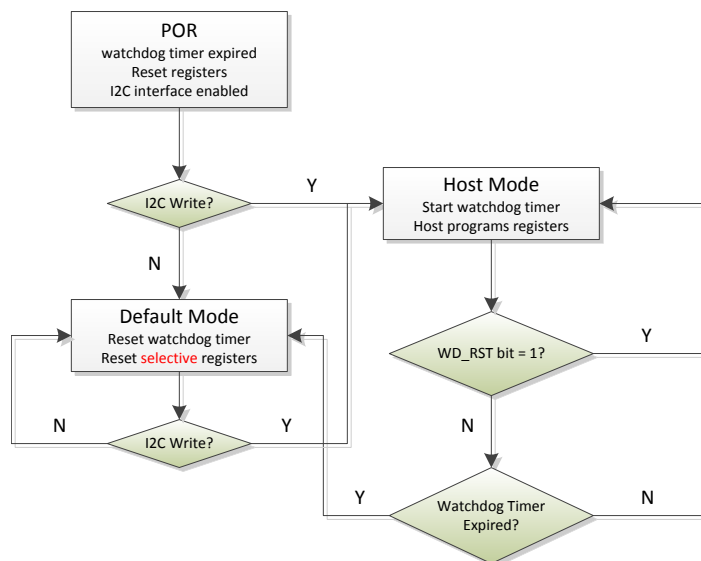 POR
watchdog timer expired
Reset registers
I2C interface enabled
I2C Write?
Y
N
Host Mode
Start watchdog timer
Host programs registers
Default Mode
Reset watchdog timer
Reset selective registers
WD_RST bit = 1?
Y
N
I2C Write?
N
Y
Watchdog Timer
Expired?
Y
N